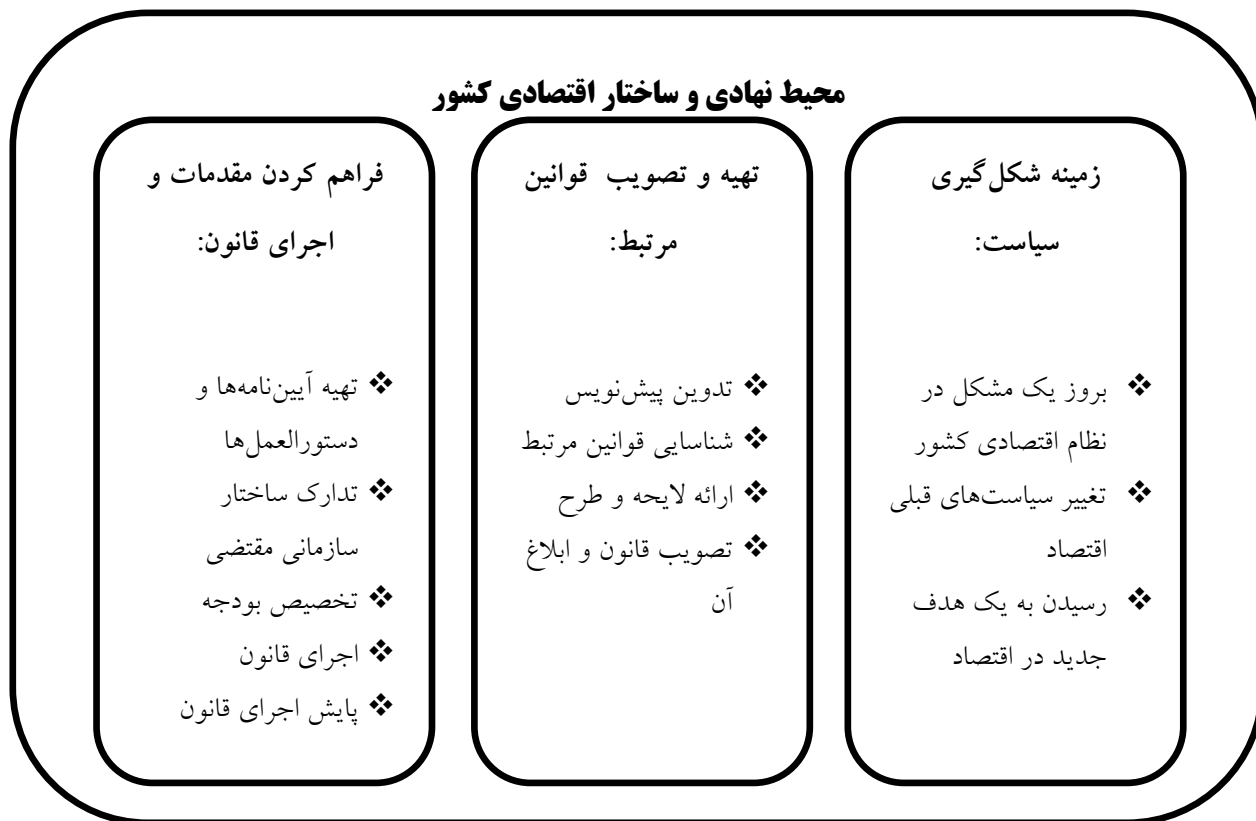 محیط نهادی و ساختار اقتصادی کشور
زمینه شکل‌گیری
سیاست:
❖ بروز یک مشکل در
نظام اقتصادی کشور
❖ تغییر سیاست‌های قبلی
اقتصاد
❖ رسیدن به یک هدف
جدید در اقتصاد
تهیه و تصویب قوانین
مرتبط:
❖ تدوین پیش‌نویس
❖ شناسایی قوانین مرتبط
❖ ارائه لایحه و طرح
❖ تصویب قانون و ابلاغ
آن
فراهم کردن مقدمات و
اجرای قانون:
❖ تهیه آیین‌نامه‌ها و
دستورالعمل‌ها
❖ تدارک ساختار
سازمانی مقتضی
❖ تخصیص بودجه
❖ اجرای قانون
❖ پایش اجرای قانون